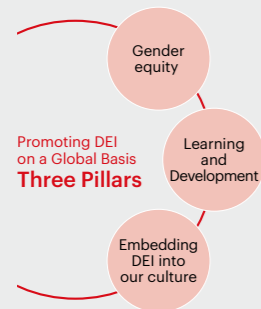 Gender
equity
Promoting DEI
on a Global Basis
Three Pillars
Learning
and
Development
Embedding
DEI into
our culture